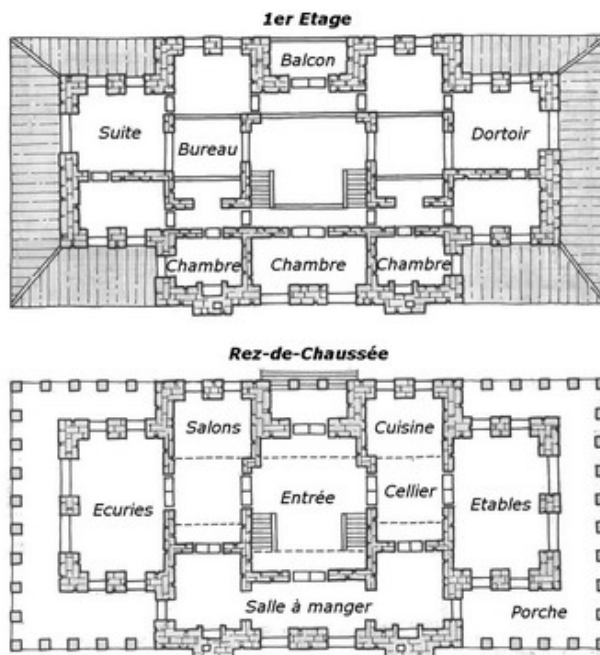 1er Etage
Balcon
Suite
Bureau
Dortoir
Chambre
Chambre
Chambre
Rez-de-Chaussée
Salons
Cuisine
Ecuries
Entrée
Cellier
Etables
Salle à manger
Porche